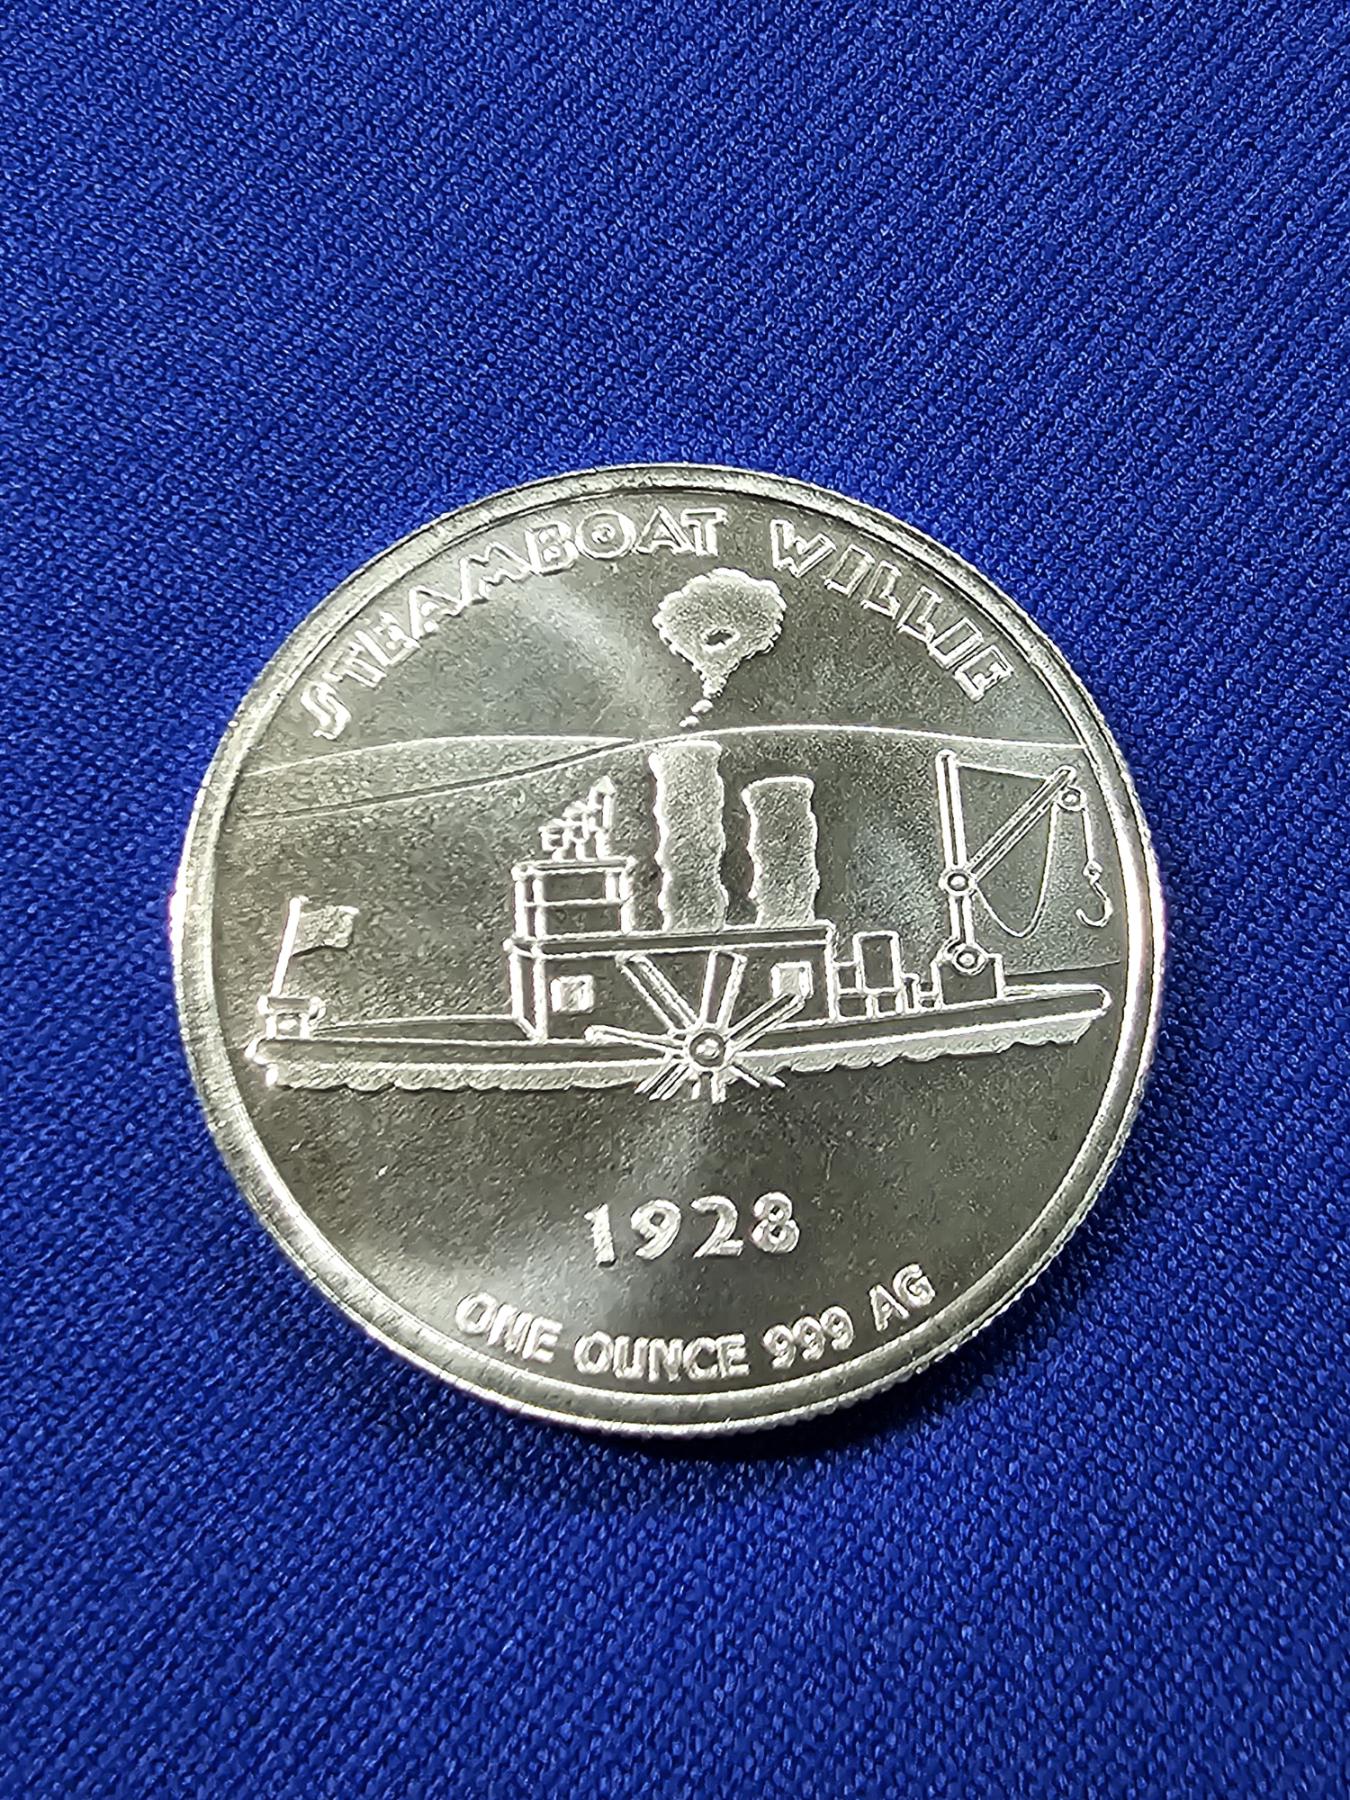 STEAMBOAT WILLIE
1928
ONE OUNCE 999 AG